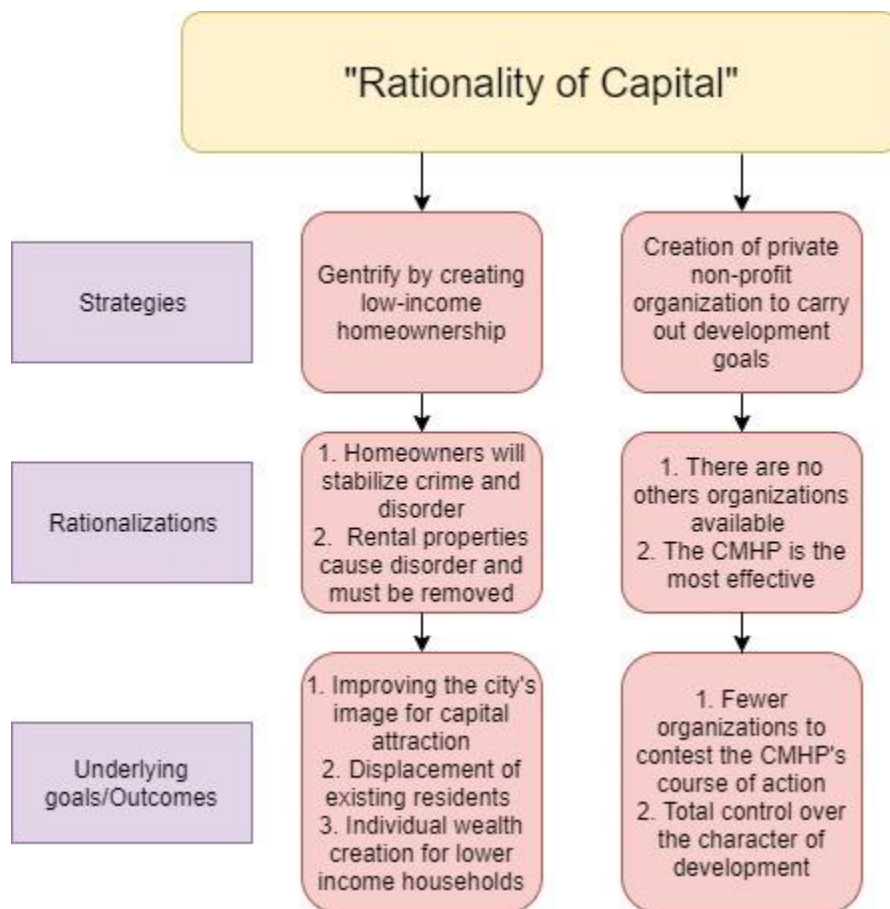 "Rationality of Capital"
Strategies
Gentrify by creating
low-income
homeownership
Creation of private
non-profit
organization to carry
out development
goals
Rationalizations
1. Homeowners will
stabilize crime and
disorder
2. Rental properties
cause disorder and
must be removed
1. There are no
others organizations
available
2. The CMHP is the
most effective
Underlying
goals/Outcomes
1. Improving the city's
image for capital
attraction
2. Displacement of
existing residents
3. Individual wealth
creation for lower
income households
1. Fewer
organizations to
contest the CMHP's
course of action
2. Total control over
the character of
development